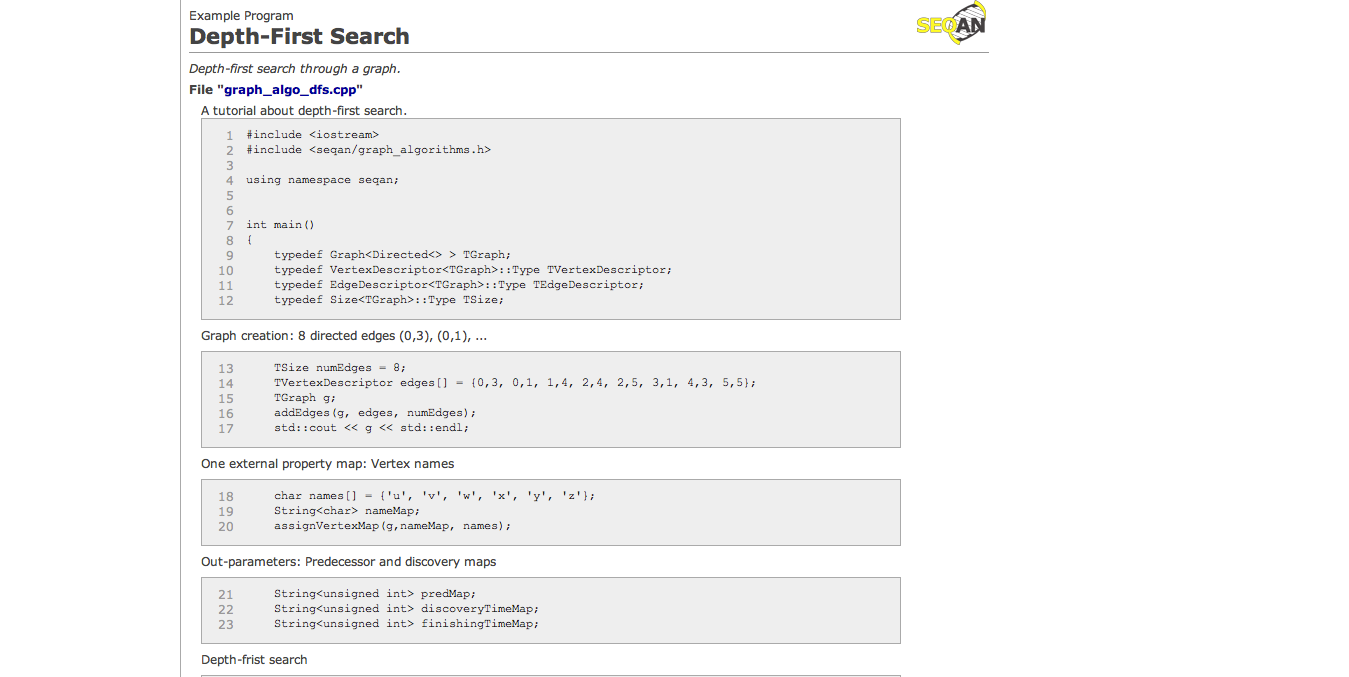 Example Program
SEQAN
Depth-First Search
Depth-first search through a graph.
File "graph_algo_dfs.cpp"
A tutorial about depth-first search.
1 #include <iostream>
2 #include <seqan/graph_algorithms.h>
3
4 using namespace seqan;
5
6
7 int main()
8 {
9     typedef Graph<Directed<> > TGraph;
10     typedef VertexDescriptor<TGraph>::Type TVertexDescriptor;
11     typedef EdgeDescriptor<TGraph>::Type TEdgeDescriptor;
12     typedef Size<TGraph>::Type TSize;
Graph creation: 8 directed edges (0,3), (0,1), ...
13     TSize numEdges = 8;
14     TVertexDescriptor edges[] = {0,3, 0,1, 1,4, 2,4, 2,5, 3,1, 4,3, 5,5};
15     TGraph g;
16     addEdges(g, edges, numEdges);
17     std::cout << g << std::endl;
One external property map: Vertex names
18     char names[] = {'u', 'v', 'w', 'x', 'y', 'z'};
19     String<char> nameMap;
20     assignVertexMap(g,nameMap, names);
Out-parameters: Predecessor and discovery maps
21     String<unsigned int> predMap;
22     String<unsigned int> discoveryTimeMap;
23     String<unsigned int> finishingTimeMap;
Depth-frist search